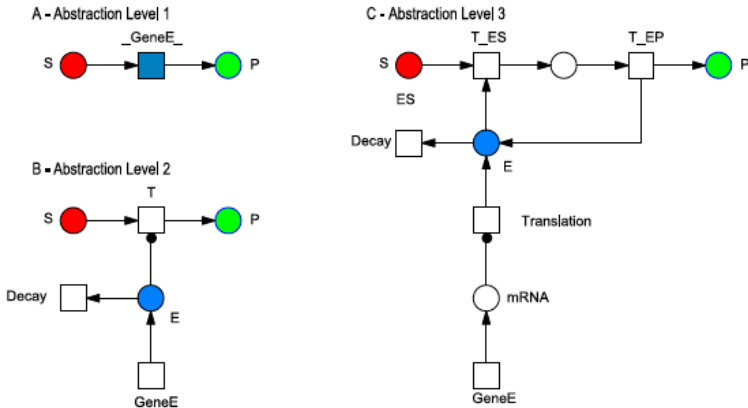 A - Abstraction Level 1
_GeneE_
S
P
B - Abstraction Level 2
T
S
P
Decay
E
GeneE
C - Abstraction Level 3
T_ES
T_EP
S
P
ES
Decay
E
Translation
mRNA
GeneE